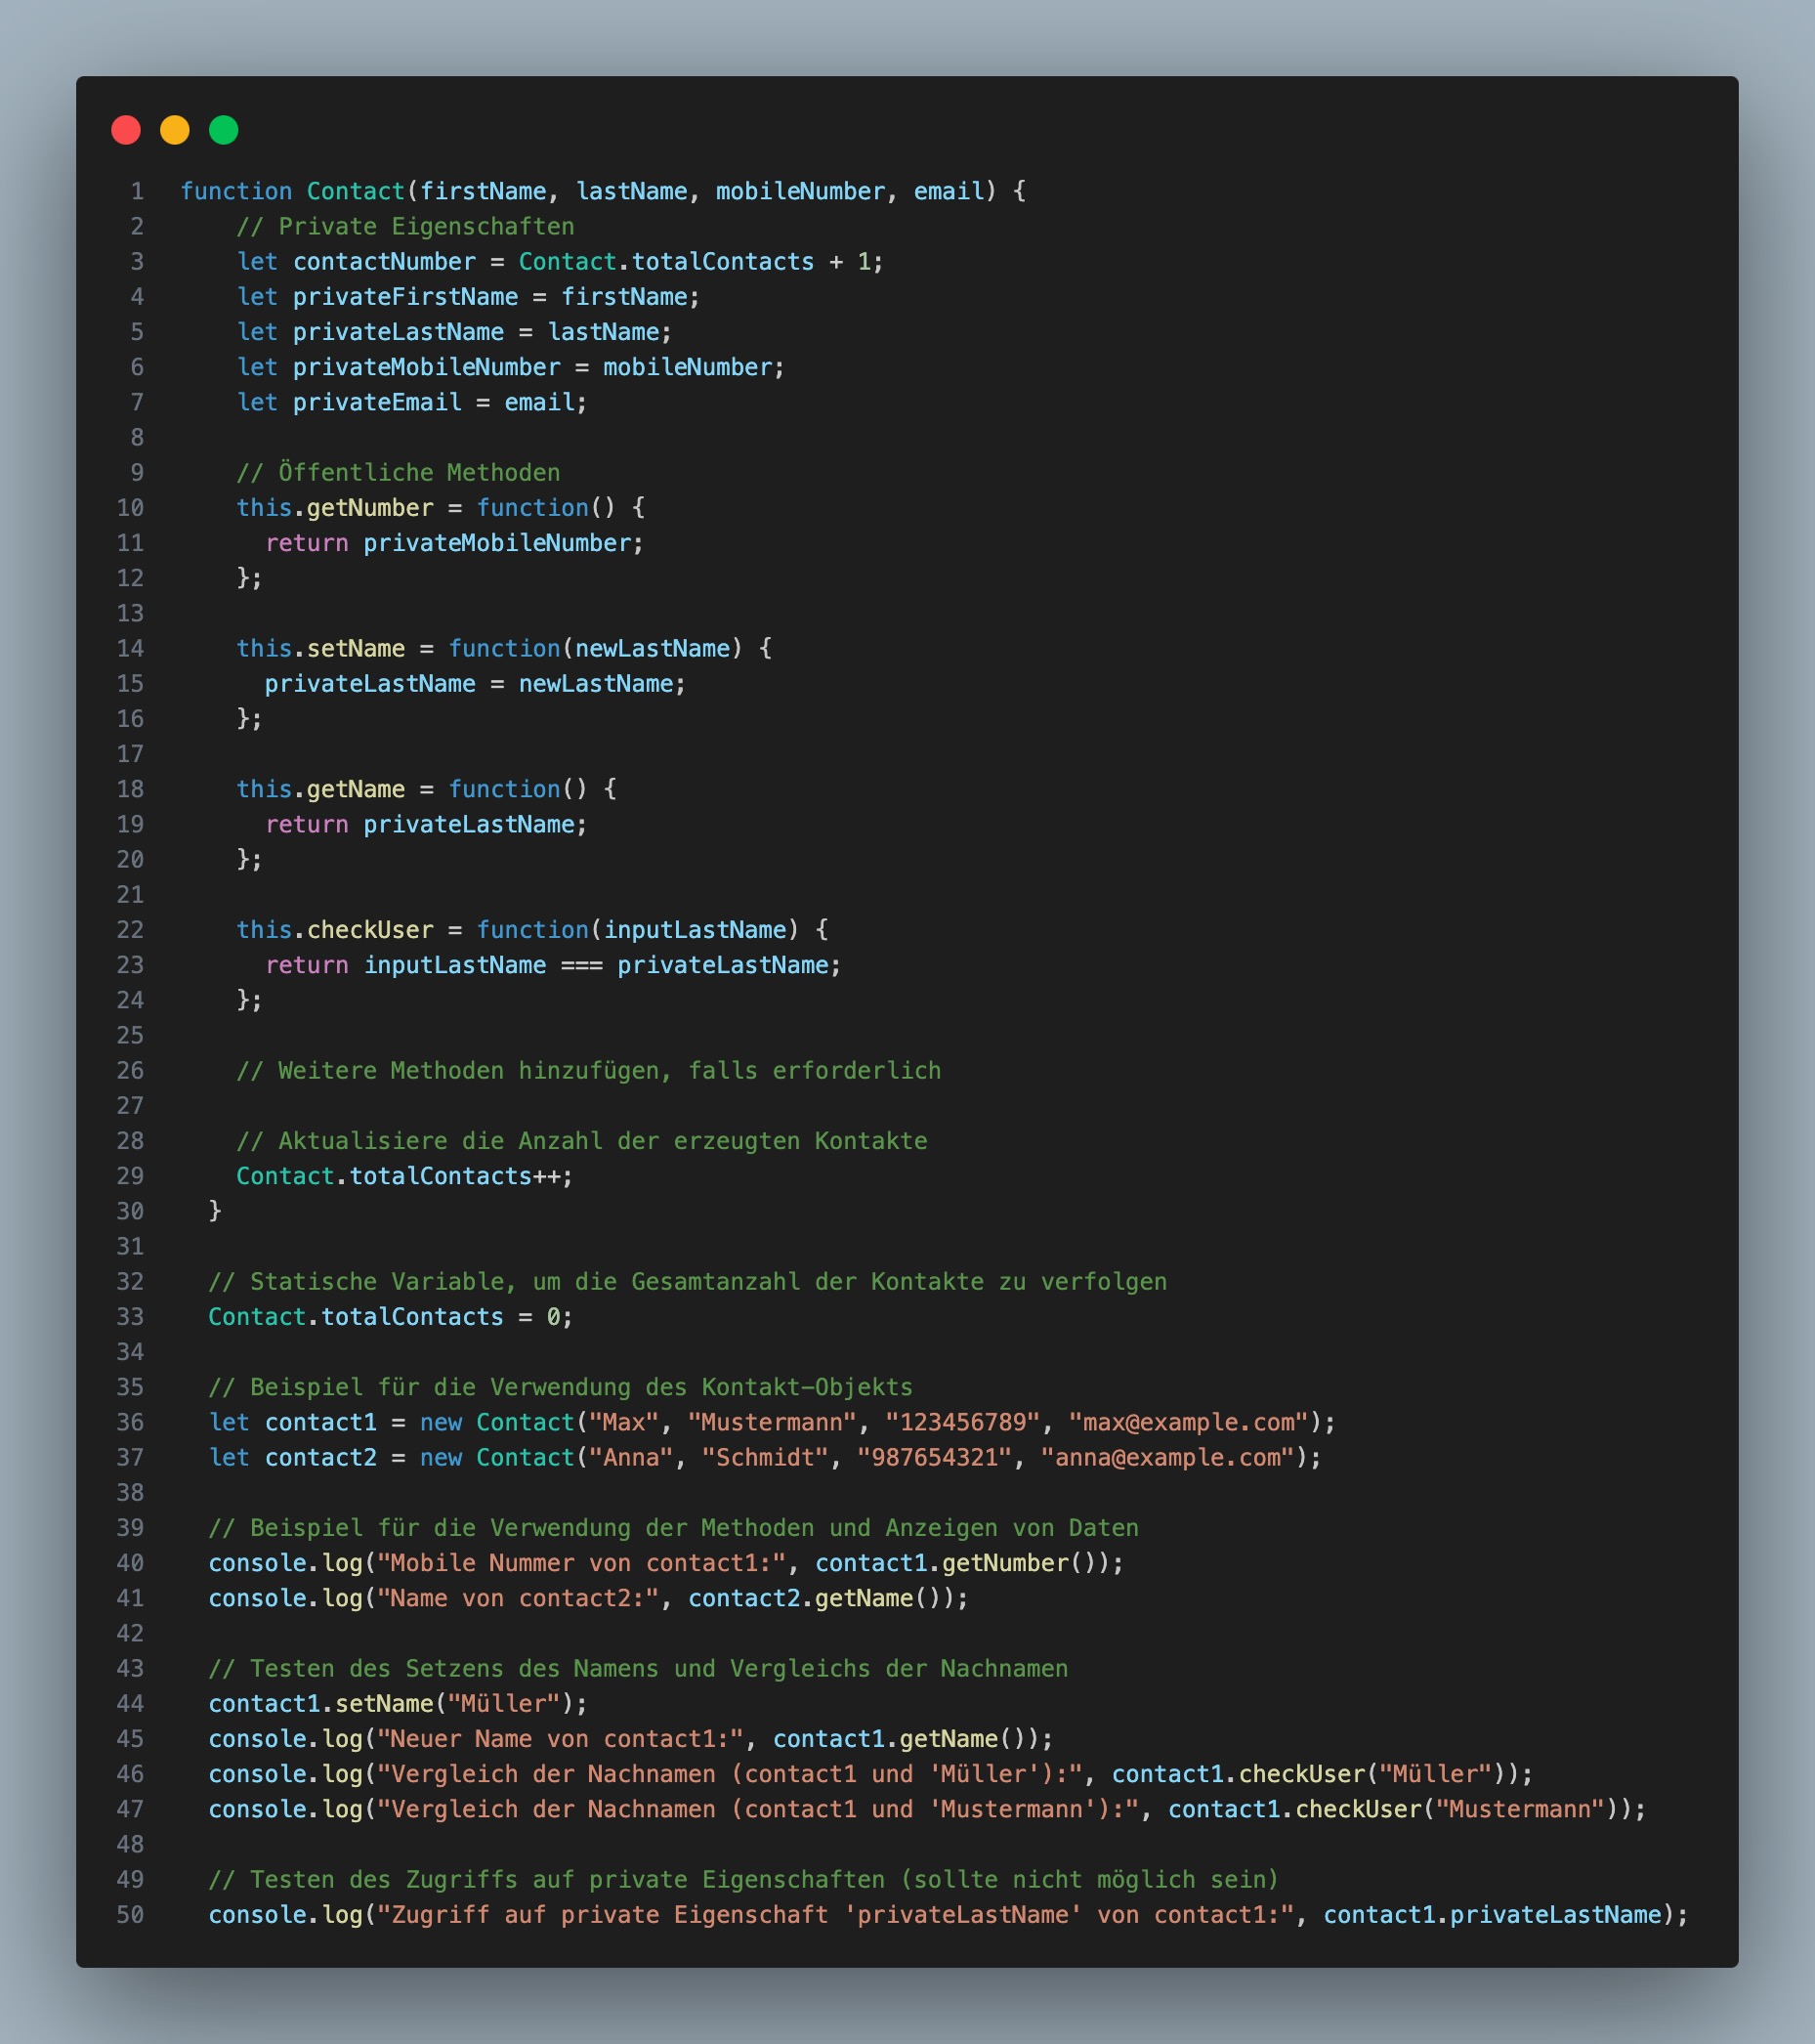 1 function Contact(firstName, lastName, mobileNumber, email) {
2     // Private Eigenschaften
3     let contactNumber = Contact.totalContacts + 1;
4     let privateFirstName = firstName;
5     let privateLastName = lastName;
6     let privateMobileNumber = mobileNumber;
7     let privateEmail = email;
8
9     // Öffentliche Methoden
10     this.getNumber = function() {
11       return privateMobileNumber;
12     };
13
14     this.setName = function(newLastName) {
15       privateLastName = newLastName;
16     };
17
18     this.getName = function() {
19       return privateLastName;
20     };
21
22     this.checkUser = function(inputLastName) {
23       return inputLastName === privateLastName;
24     };
25
26     // Weitere Methoden hinzufügen, falls erforderlich
27
28     // Aktualisiere die Anzahl der erzeugten Kontakte
29     Contact.totalContacts++;
30   }
31
32   // Statische Variable, um die Gesamtanzahl der Kontakte zu verfolgen
33   Contact.totalContacts = 0;
34
35   // Beispiel für die Verwendung des Kontakt-Objekts
36   let contact1 = new Contact("Max", "Mustermann", "123456789", "max@example.com");
37   let contact2 = new Contact("Anna", "Schmidt", "987654321", "anna@example.com");
38
39   // Beispiel für die Verwendung der Methoden und Anzeigen von Daten
40   console.log("Mobile Nummer von contact1:", contact1.getNumber());
41   console.log("Name von contact2:", contact2.getName());
42
43   // Testen des Setzens des Namens und Vergleichs der Nachnamen
44   contact1.setName("Müller");
45   console.log("Neuer Name von contact1:", contact1.getName());
46   console.log("Vergleich der Nachnamen (contact1 und 'Müller'):", contact1.checkUser("Müller"));
47   console.log("Vergleich der Nachnamen (contact1 und 'Mustermann'):", contact1.checkUser("Mustermann"));
48
49   // Testen des Zugriffs auf private Eigenschaften (sollte nicht möglich sein)
50   console.log("Zugriff auf private Eigenschaft 'privateLastName' von contact1:", contact1.privateLastName);